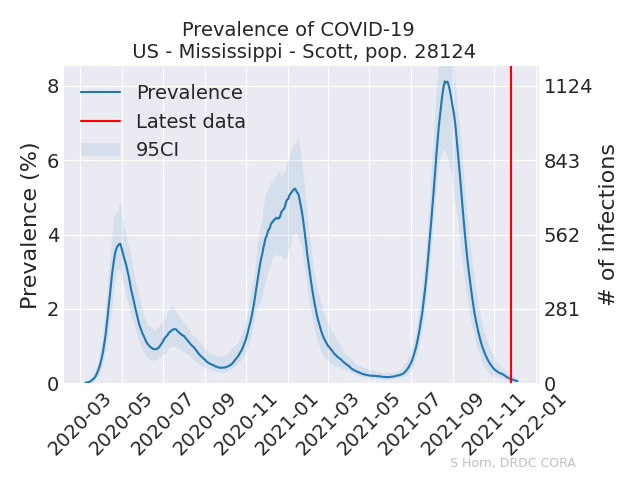 Prevalence of COVID-19
US - Mississippi - Scott, pop. 28124
Prevalence
Latest data
95CI
Prevalence (%)
8
6
4
2
0
1124
843
562
281
0
# of infections
2020-03
2020-05
2020-07
2020-09
2020-11
2021-01
2021-03
2021-05
2021-07
2021-09
2021-11
2022-01
S Horn, DRDC CORA